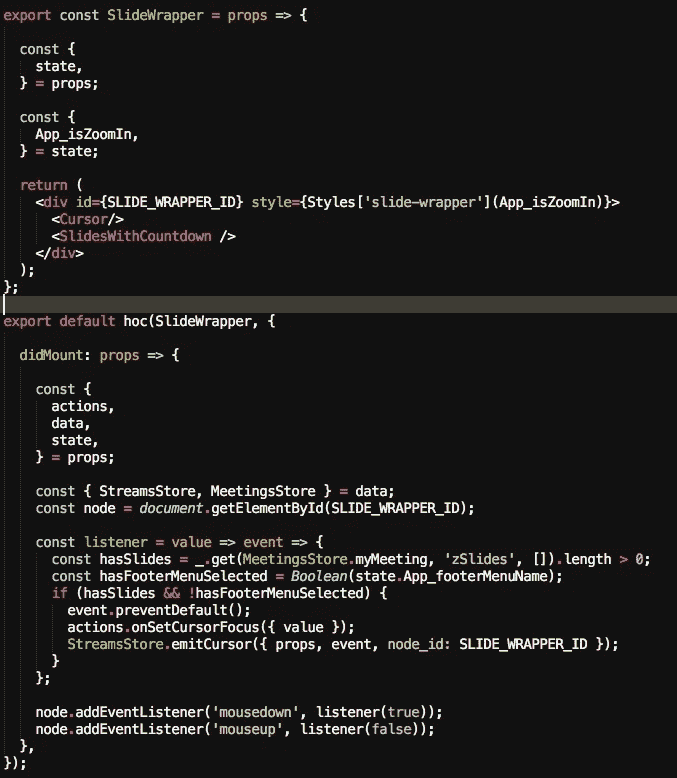 export const SlideWrapper = props => {
const {
state,
} = props;
const {
App_isZoomIn,
} = state;
return (
<div id={SLIDE_WRAPPER_ID} style={Styles['slide-wrapper'](App_isZoomIn)}>
<Cursor/>
<SlidesWithCountdown />
</div>
);
};
export default hoc(SlideWrapper, {
didMount: props => {
const {
actions,
data,
state,
} = props;
const { StreamsStore, MeetingsStore } = data;
const node = document.getElementById(SLIDE_WRAPPER_ID);
const listener = value => event => {
const hasSlides = _.get(MeetingsStore.myMeeting, 'zSlides', []).length > 0;
const hasFooterMenuSelected = Boolean(state.App_footerMenuName);
if (hasSlides && !hasFooterMenuSelected) {
event.preventDefault();
actions.onSetCursorFocus({ value });
StreamsStore.emitCursor({ props, event, node_id: SLIDE_WRAPPER_ID });
}
};
node.addEventListener('mousedown', listener(true));
node.addEventListener('mouseup', listener(false));
},
});